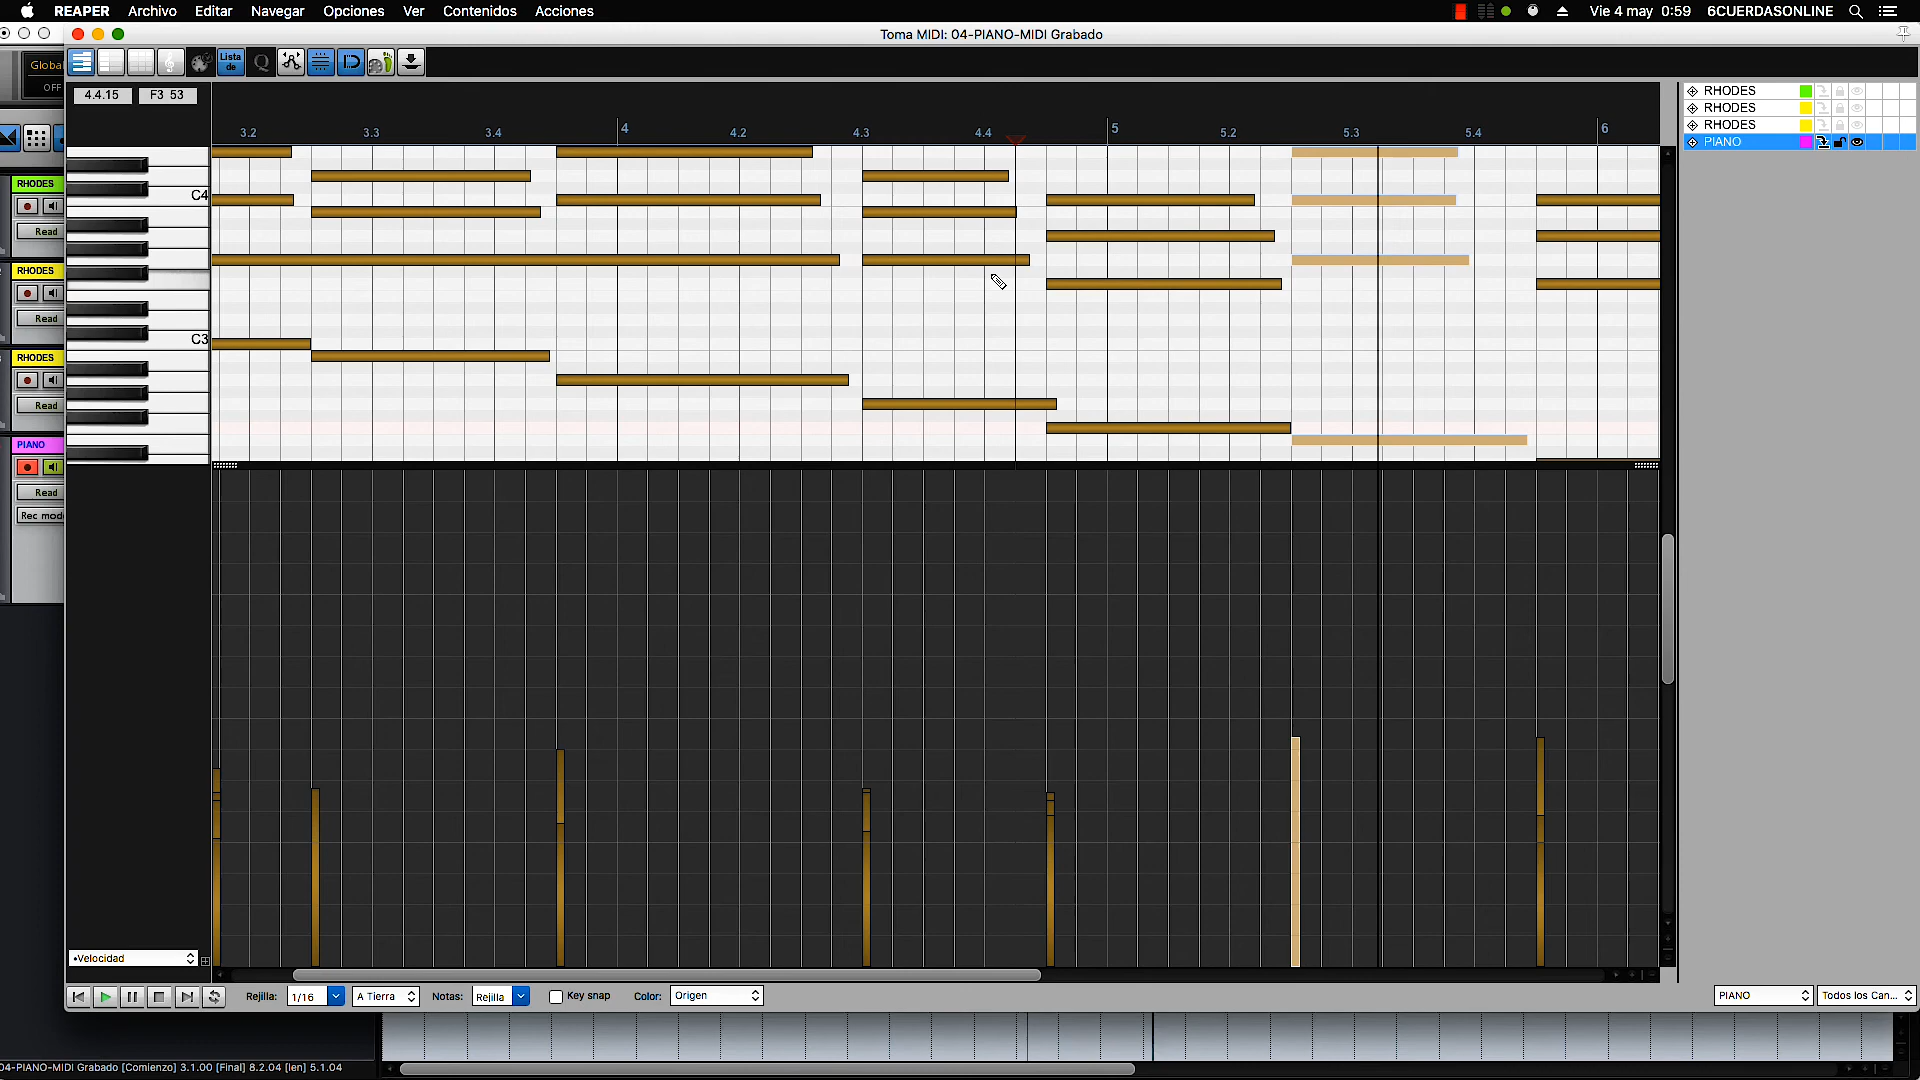 REAPER Archivo Editar Navegar Opciones Ver Contenidos Acciones Vie 4 may 0:59 6CUERDASONLINE
Toma MIDI: 04-PIANO-MIDI Grabado
Globa
OFF
Lista de
Q
4.4.15 F3 53
3.2 3.3 3.4 4 4.2 4.3 4.4 5 5.2 5.3 5.4 6
RHODES
RHODES
RHODES
PIANO
C4
C3
RHODES
Read
RHODES
Read
RHODES
Read
PIANO
Read
Rec mod
•Velocidad
Rejilla: 1/16 A Tierra Notas: Rejilla Key snap Color: Origen PIANO Todos los Can...
04-PIANO-MIDI Grabado [Comienzo] 3.1.00 [Final] 8.2.04 [len] 5.1.04